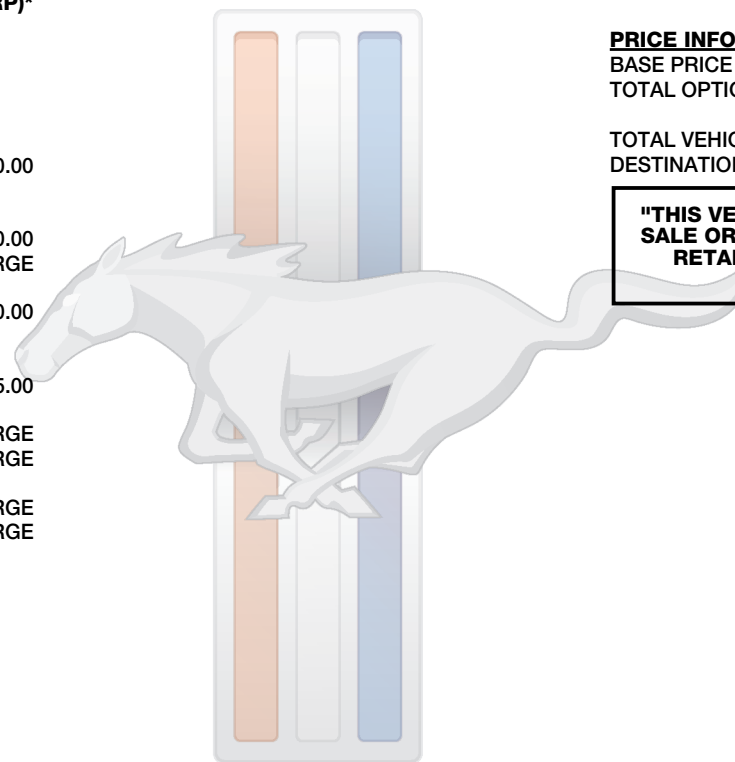 RP)*
0.00
0.00
RGE
0.00
5.00
RGE
RGE
RGE
RGE
PRICE INFO
BASE PRICE
TOTAL OPTIO
TOTAL VEHIC
DESTINATION
"THIS VE
SALE OR
RETAI